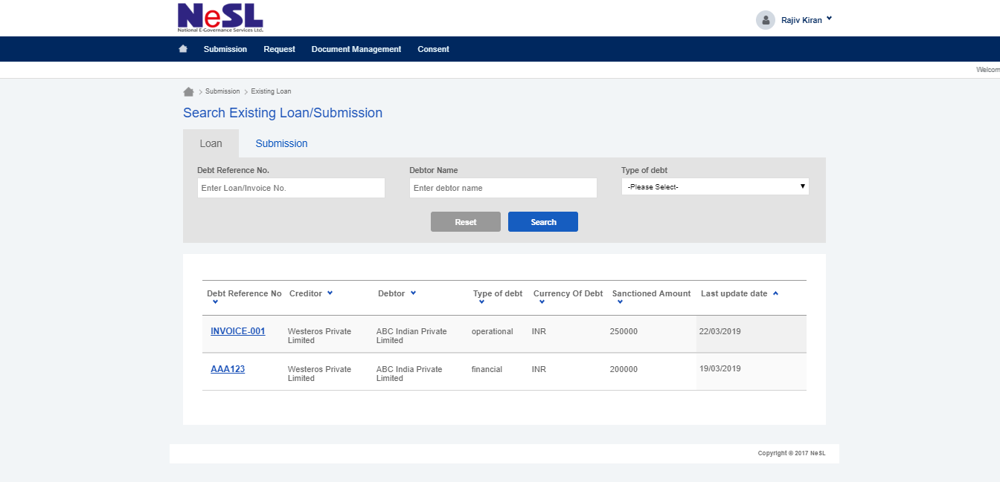 NeSL
National E-Governance Services Ltd.
Rajiv Kiran
Submission Request Document Management Consent
Welcom
Submission > Existing Loan
Search Existing Loan/Submission
Loan Submission
Debt Reference No. Debtor Name Type of debt
Enter Loan/Invoice No. Enter debtor name -Please Select-
Reset Search
Debt Reference No Creditor Debtor Type of debt Currency Of Debt Sanctioned Amount Last update date
INVOICE-001 Westeros Private Limited ABC Indian Private Limited operational INR 250000 22/03/2019
AAA123 Westeros Private Limited ABC India Private Limited financial INR 200000 19/03/2019
Copyright © 2017 NeSL